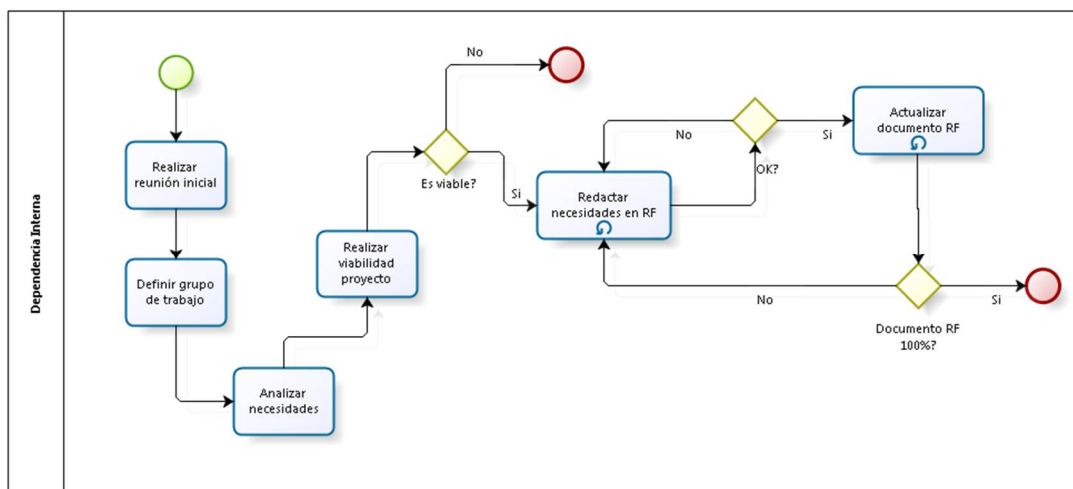 Dependencia Interna
Realizar
reunión inicial
Definir grupo
de trabajo
Analizar
necesidades
Realizar
viabilidad
proyecto
Es viable?
No
Si
Redactar
necesidades en RF
OK?
No
Si
Actualizar
documento RF
Documento RF
100%?
No
Si